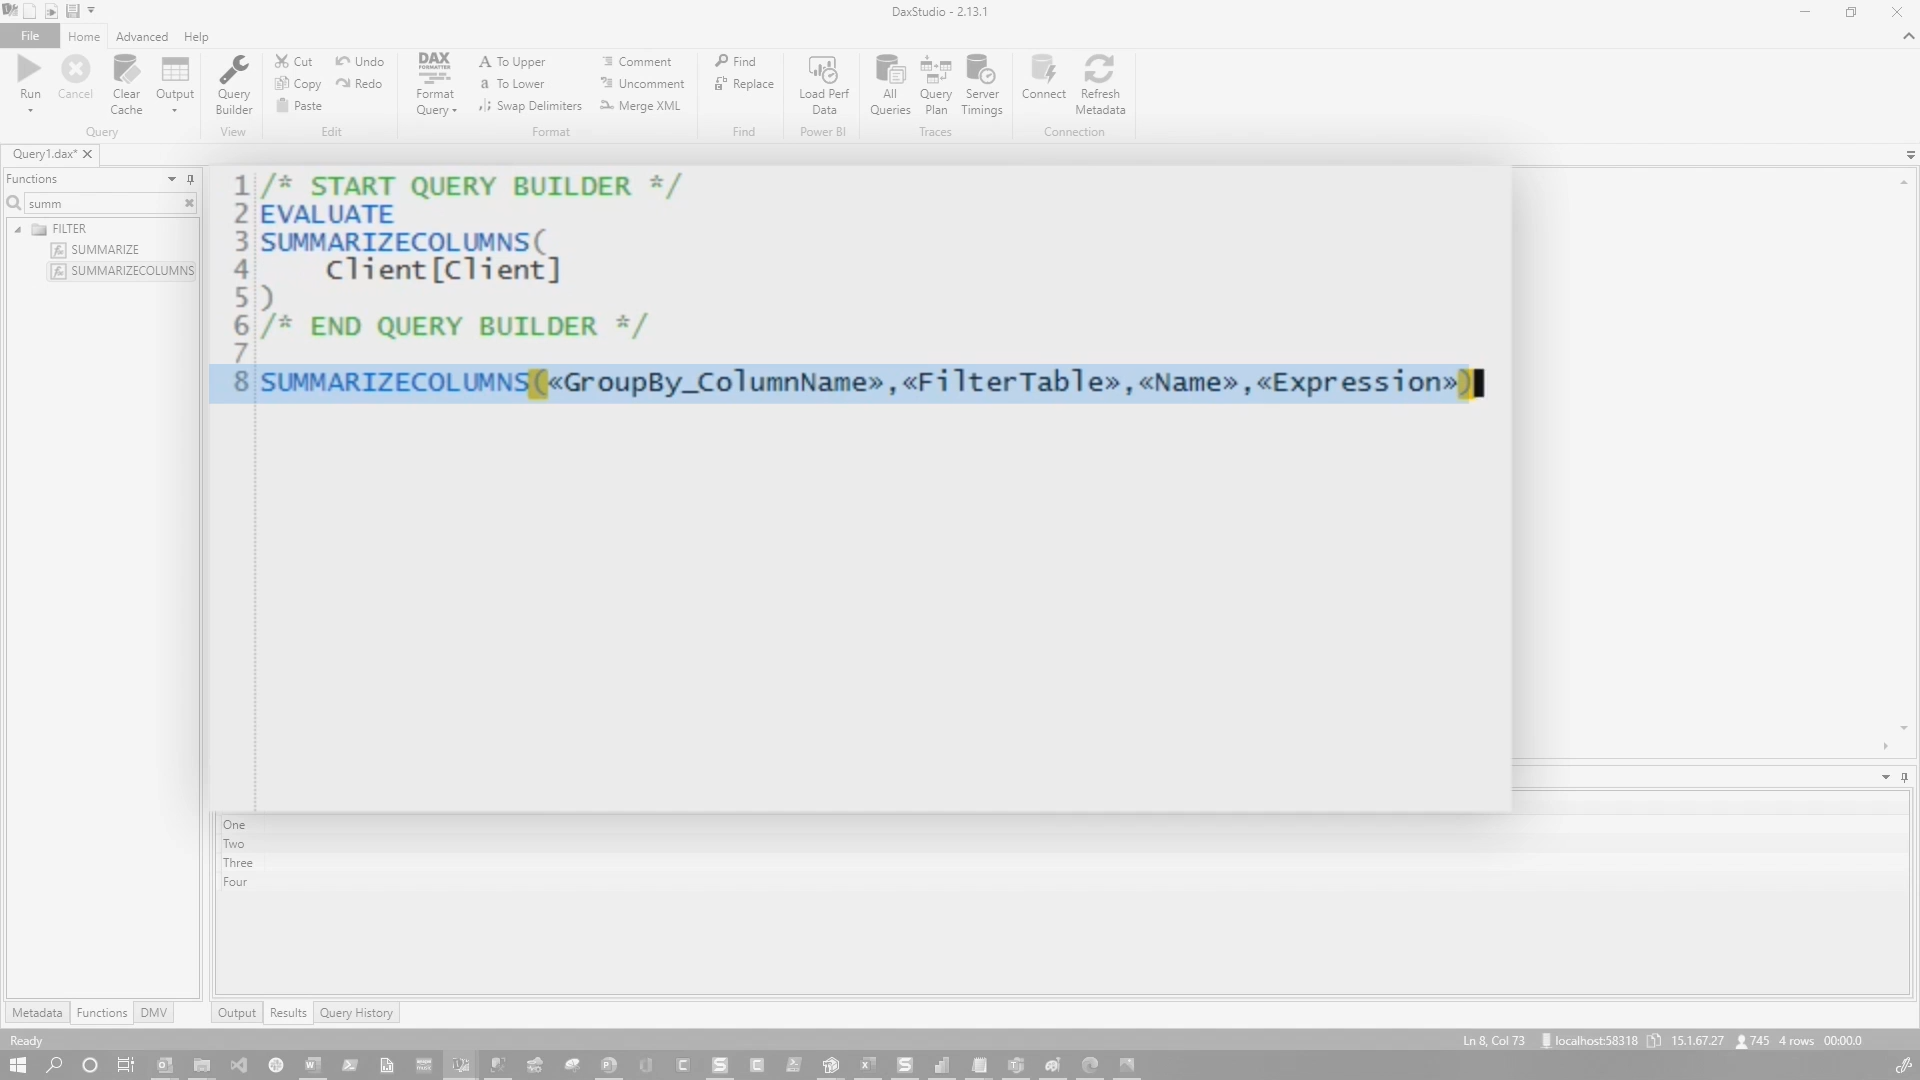 DaxStudio - 2.13.1
File Home Advanced Help
Run
Cancel
Clear Cache
Output
Query Builder
Cut
Copy
Paste
Undo
Redo
DAX FORMATTER
Format Query
A To Upper
a To Lower
Swap Delimiters
Comment
Uncomment
Merge XML
Find
Replace
Load Perf Data
All Queries
Query Plan
Server Timings
Connect
Refresh Metadata
Query View Edit Format Find Power BI Traces Connection
Query1.dax*
Functions
summ
FILTER
SUMMARIZE
SUMMARIZECOLUMNS
1 /* START QUERY BUILDER */
2 EVALUATE
3 SUMMARIZECOLUMNS(
4 Client[Client]
5 )
6 /* END QUERY BUILDER */
7
8 SUMMARIZECOLUMNS(«GroupBy_ColumnName»,«FilterTable»,«Name»,«Expression»)
One
Two
Three
Four
Metadata Functions DMV
Output Results Query History
Ready
Ln 8, Col 73 localhost:58318 15.1.67.27 745 4 rows 00:00.0